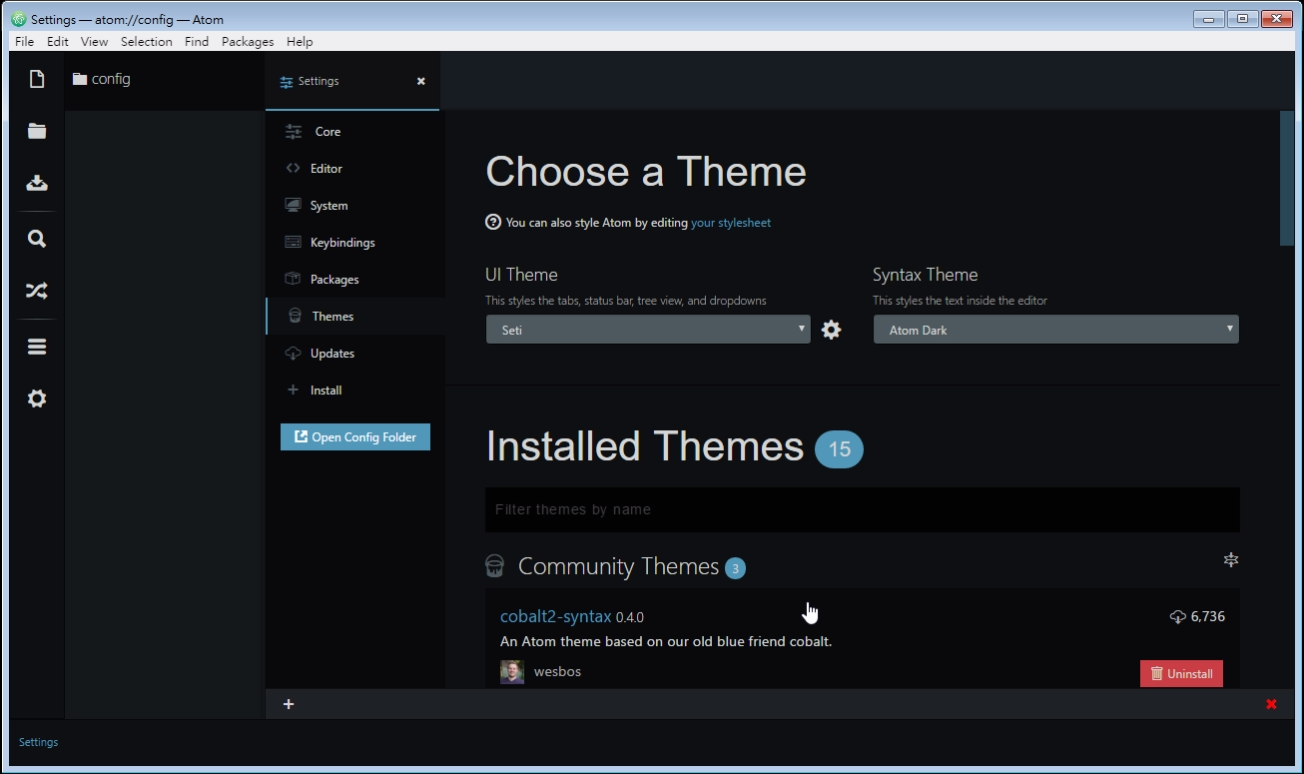 Settings — atom://config — Atom
File Edit View Selection Find Packages Help
config
Settings
Core
Editor
System
Keybindings
Packages
Themes
Updates
Install
Open Config Folder
Choose a Theme
You can also style Atom by editing your stylesheet
UI Theme
This styles the tabs, status bar, tree view, and dropdowns
Seti
Syntax Theme
This styles the text inside the editor
Atom Dark
Installed Themes 15
Filter themes by name
Community Themes 3
cobalt2-syntax 0.4.0
6,736
An Atom theme based on our old blue friend cobalt.
wesbos
Uninstall
Settings